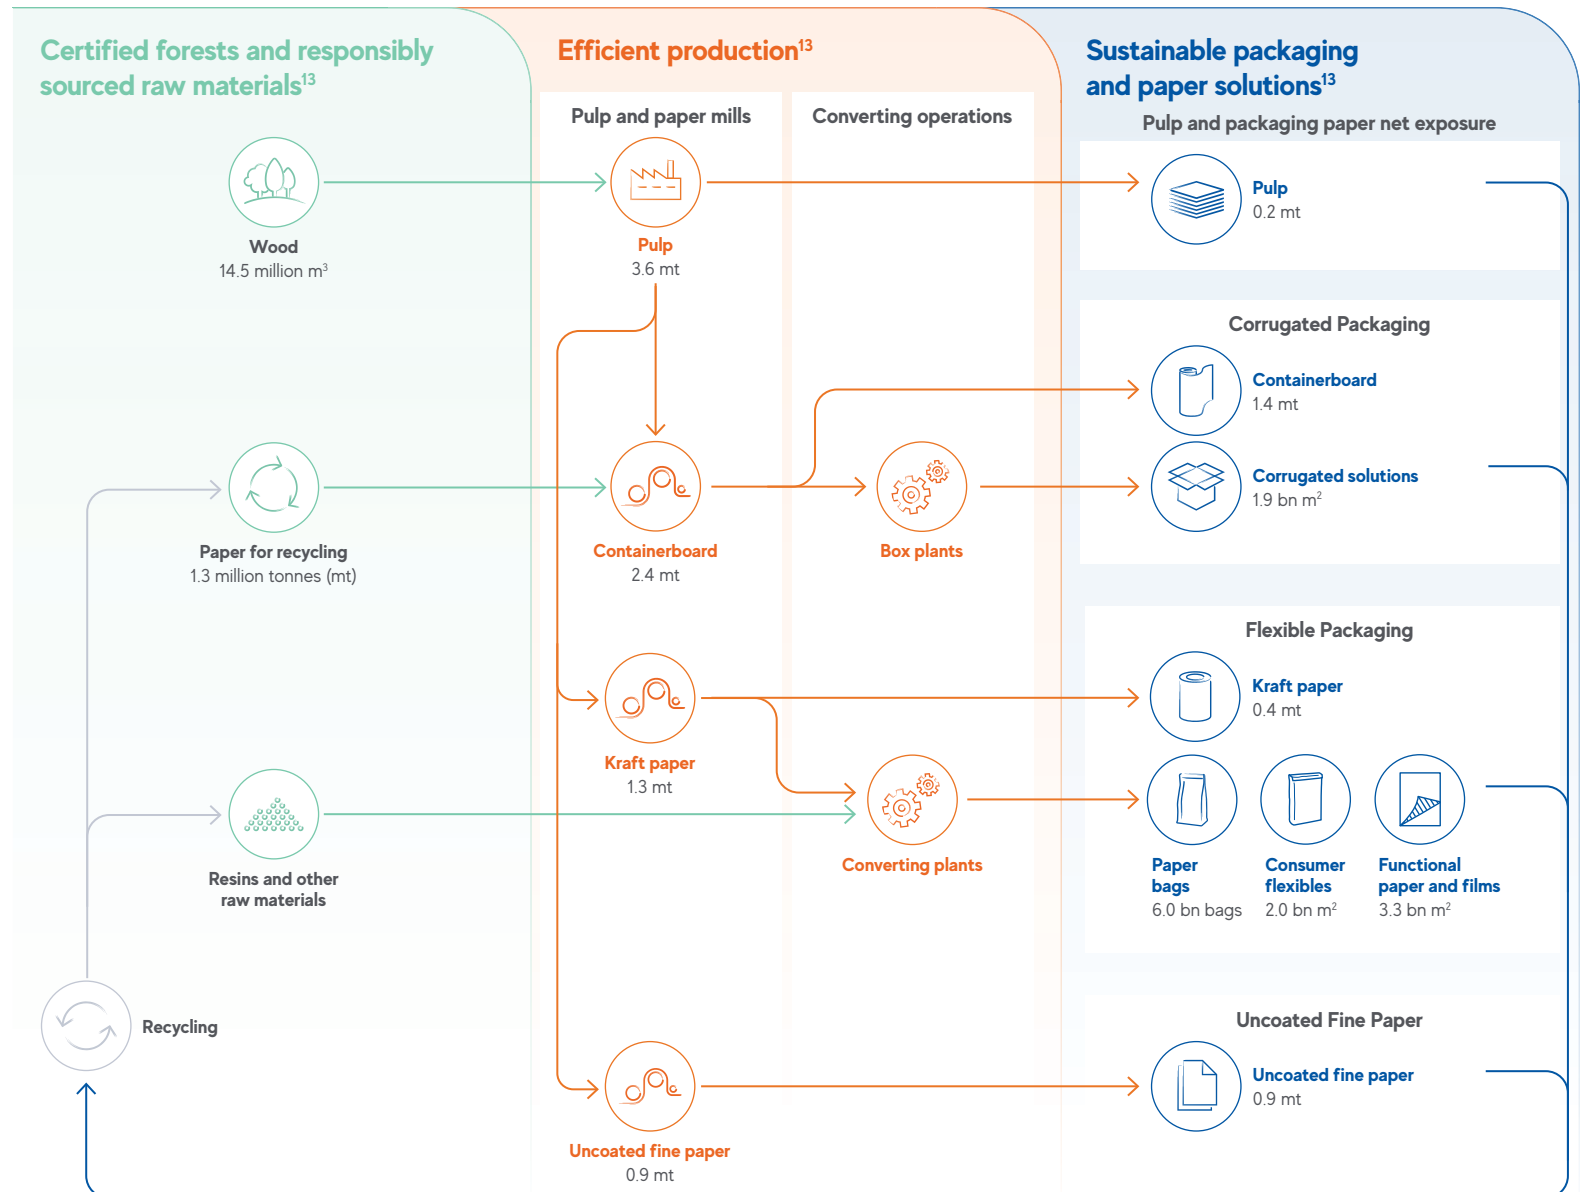 Certified forests and responsibly
sourced raw materials¹³
Wood
14.5 million m³
Paper for recycling
1.3 million tonnes (mt)
Resins and other
raw materials
Recycling
Efficient production¹³
Pulp and paper mills
Pulp
3.6 mt
Containerboard
2.4 mt
Kraft paper
1.3 mt
Uncoated fine paper
0.9 mt
Converting operations
Box plants
Converting plants
Sustainable packaging
and paper solutions¹³
Pulp and packaging paper net exposure
Pulp
0.2 mt
Corrugated Packaging
Containerboard
1.4 mt
Corrugated solutions
1.9 bn m²
Flexible Packaging
Kraft paper
0.4 mt
Paper
bags
6.0 bn bags
Consumer
flexibles
2.0 bn m²
Functional
paper and films
3.3 bn m²
Uncoated Fine Paper
Uncoated fine paper
0.9 mt